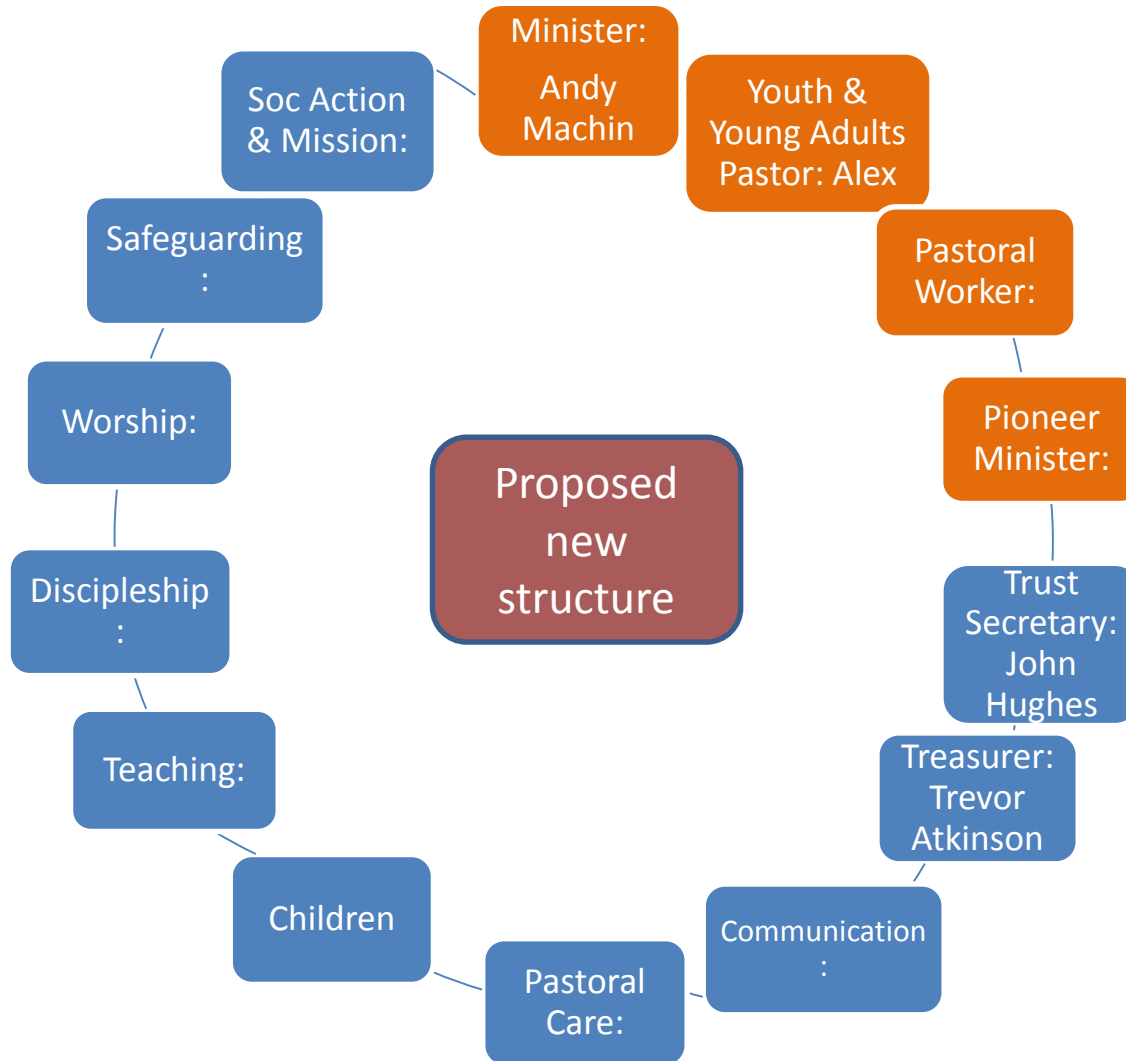 Minister:
Andy
Machin
Youth &
Young Adults
Pastor: Alex
Pastoral
Worker:
Pioneer
Minister:
Trust
Secretary:
John
Hughes
Treasurer:
Trevor
Atkinson
Communication
:
Pastoral
Care:
Children
Teaching:
Discipleship
:
Worship:
Safeguarding
:
Soc Action
& Mission:
Proposed
new
structure